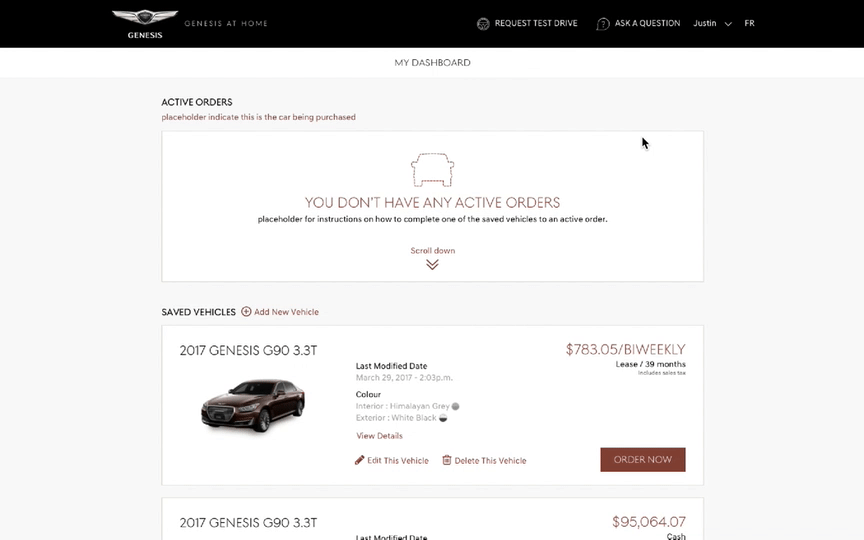 GENESIS
GENESIS AT HOME
REQUEST TEST DRIVE
ASK A QUESTION
Justin
FR
MY DASHBOARD
ACTIVE ORDERS
placeholder indicate this is the car being purchased
YOU DON'T HAVE ANY ACTIVE ORDERS
placeholder for instructions on how to complete one of the saved vehicles to an active order.
Scroll down
SAVED VEHICLES
Add New Vehicle
2017 GENESIS G90 3.3T
$783.05/BIWEEKLY
Lease / 39 months
Includes sales tax
Last Modified Date
March 29, 2017 - 2:03p.m.
Colour
Interior : Himalayan Grey
Exterior : White Black
View Details
Edit This Vehicle
Delete This Vehicle
ORDER NOW
2017 GENESIS G90 3.3T
$95,064.07
Cash
Last Modified Date